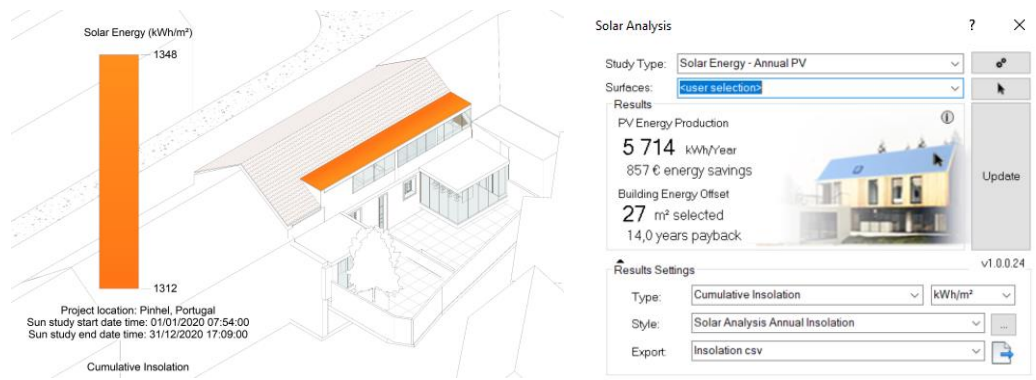 Solar Energy (kWh/m²)
1348
1312
Project location: Pinhel, Portugal
Sun study start date time: 01/01/2020 07:54:00
Sun study end date time: 31/12/2020 17:09:00
Cumulative Insolation
Solar Analysis
?
Study Type: Solar Energy - Annual PV
Surfaces: <user selection>
Results
PV Energy Production
5 714 kWh/Year
857 € energy savings
Building Energy Offset
27 m² selected
14,0 years payback
Update
v1.0.0.24
Results Settings
Type: Cumulative Insolation kWh/m²
Style: Solar Analysis Annual Insolation ...
Export: Insolation csv